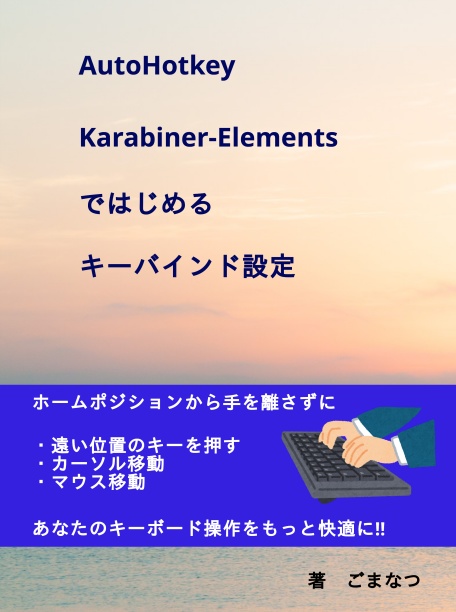 AutoHotkey
Karabiner-Elements
ではじめる
キーバインド設定
ホームポジションから手を離さずに
・遠い位置のキーを押す
・カーソル移動
・マウス移動
あなたのキーボード操作をもっと快適に!!
著　ごまなつ